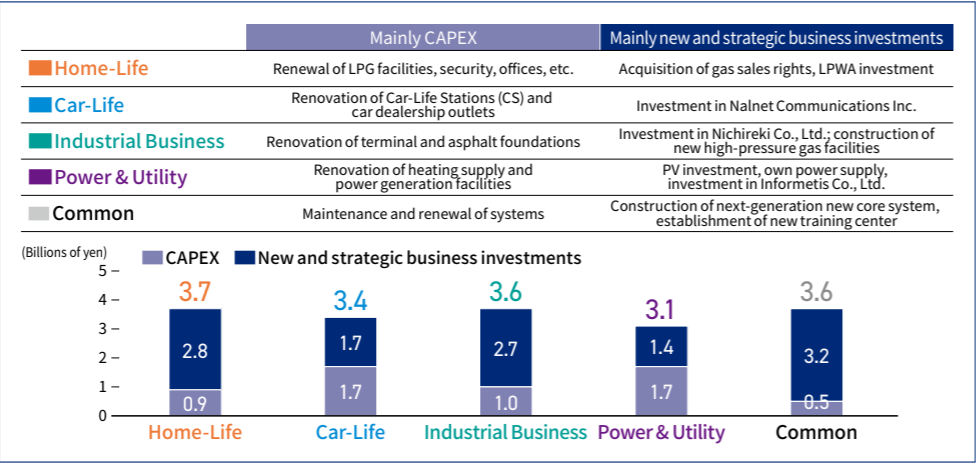 Mainly CAPEX
Mainly new and strategic business investments
Home-Life
Renewal of LPG facilities, security, offices, etc.
Acquisition of gas sales rights, LPWA investment
Car-Life
Renovation of Car-Life Stations (CS) and
car dealership outlets
Investment in Nalnet Communications Inc.
Industrial Business
Renovation of terminal and asphalt foundations
Investment in Nichireki Co., Ltd.; construction of
new high-pressure gas facilities
Power & Utility
Renovation of heating supply and
power generation facilities
PV investment, own power supply,
investment in Informetis Co., Ltd.
Common
Maintenance and renewal of systems
Construction of next-generation new core system,
establishment of new training center
(Billions of yen)
CAPEX
New and strategic business investments
5
4
3
2
1
0
3.7
3.4
3.6
3.1
3.6
2.8
1.7
2.7
1.4
3.2
0.9
1.7
1.0
1.7
0.5
Home-Life
Car-Life
Industrial Business
Power & Utility
Common